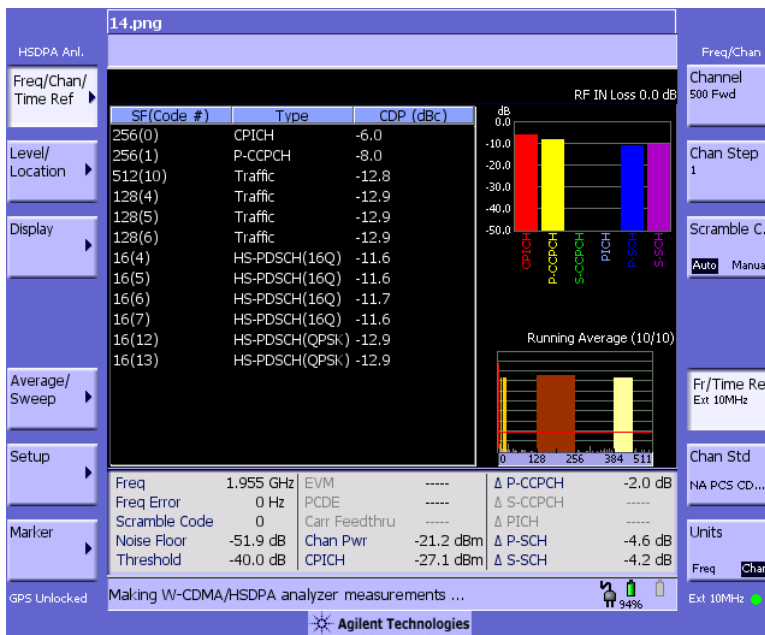 14.png
HSDPA Anl.
Freq/Chan/
Time Ref
Level/
Location
Display
Average/
Sweep
Setup
Marker
GPS Unlocked
RF IN Loss 0.0 dB
SF(Code #) Type CDP (dBc)
256(0) CPICH -6.0
256(1) P-CCPCH -8.0
512(10) Traffic -12.8
128(4) Traffic -12.9
128(5) Traffic -12.9
128(6) Traffic -12.9
16(4) HS-PDSCH(16Q) -11.6
16(5) HS-PDSCH(16Q) -11.6
16(6) HS-PDSCH(16Q) -11.7
16(7) HS-PDSCH(16Q) -11.6
16(12) HS-PDSCH(QPSK) -12.9
16(13) HS-PDSCH(QPSK) -12.9
dB
0.0
-10.0
-20.0
-30.0
-40.0
-50.0
CPICH
P-CCPCH
S-CCPCH
PICH
P-SCH
S-SCH
Running Average (10/10)
0 128 256 384 511
Freq 1.955 GHz
Freq Error 0 Hz
Scramble Code 0
Noise Floor -51.9 dB
Threshold -40.0 dB
EVM -----
PCDE -----
Carr Feedthru -----
Chan Pwr -21.2 dBm
CPICH -27.1 dBm
Δ P-CCPCH -2.0 dB
Δ S-CCPCH -----
Δ PICH -----
Δ P-SCH -4.6 dB
Δ S-SCH -4.2 dB
Making W-CDMA/HSDPA analyzer measurements ...
94%
Agilent Technologies
Freq/Chan
Channel
500 Fwd
Chan Step
1
Scramble C.
Auto Manua
Fr/Time Re
Ext 10MHz
Chan Std
NA PCS CD...
Units
Freq Chan
Ext 10MHz